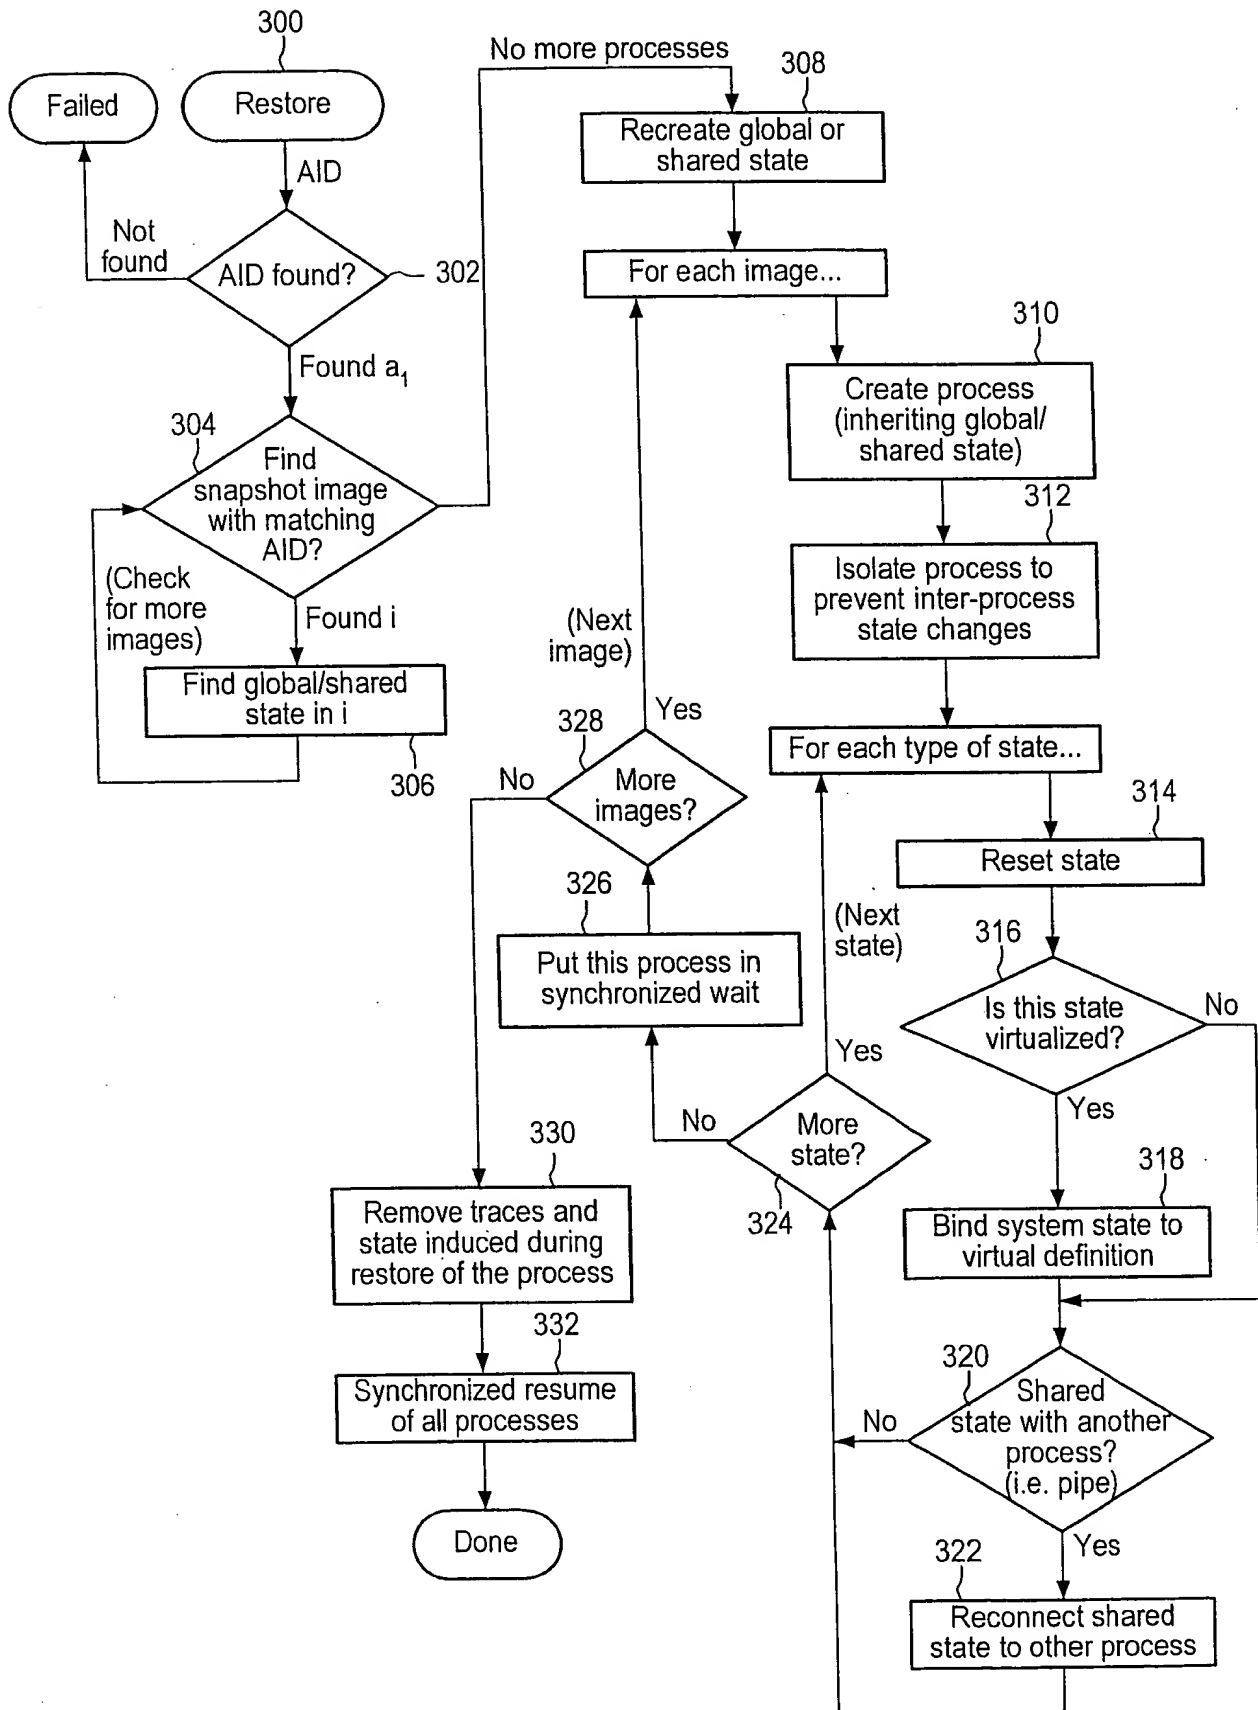 300
Failed
Restore
AID
Not
found
AID found?
302
Found a₁
304
Find
snapshot image
with matching
AID?
(Check
for more
images)
Found i
Find global/shared
state in i
306
No more processes
308
Recreate global or
shared state
For each image...
310
Create process
(inheriting global/
shared state)
312
Isolate process to
prevent inter-process
state changes
For each type of state...
314
Reset state
316
Is this state
virtualized?
No
Yes
318
Bind system state to
virtual definition
320
Shared
state with another
process?
(i.e. pipe)
No
Yes
322
Reconnect shared
state to other process
324
More
state?
Yes
(Next
state)
No
326
Put this process in
synchronized wait
328
More
images?
Yes
(Next
image)
No
330
Remove traces and
state induced during
restore of the process
332
Synchronized resume
of all processes
Done